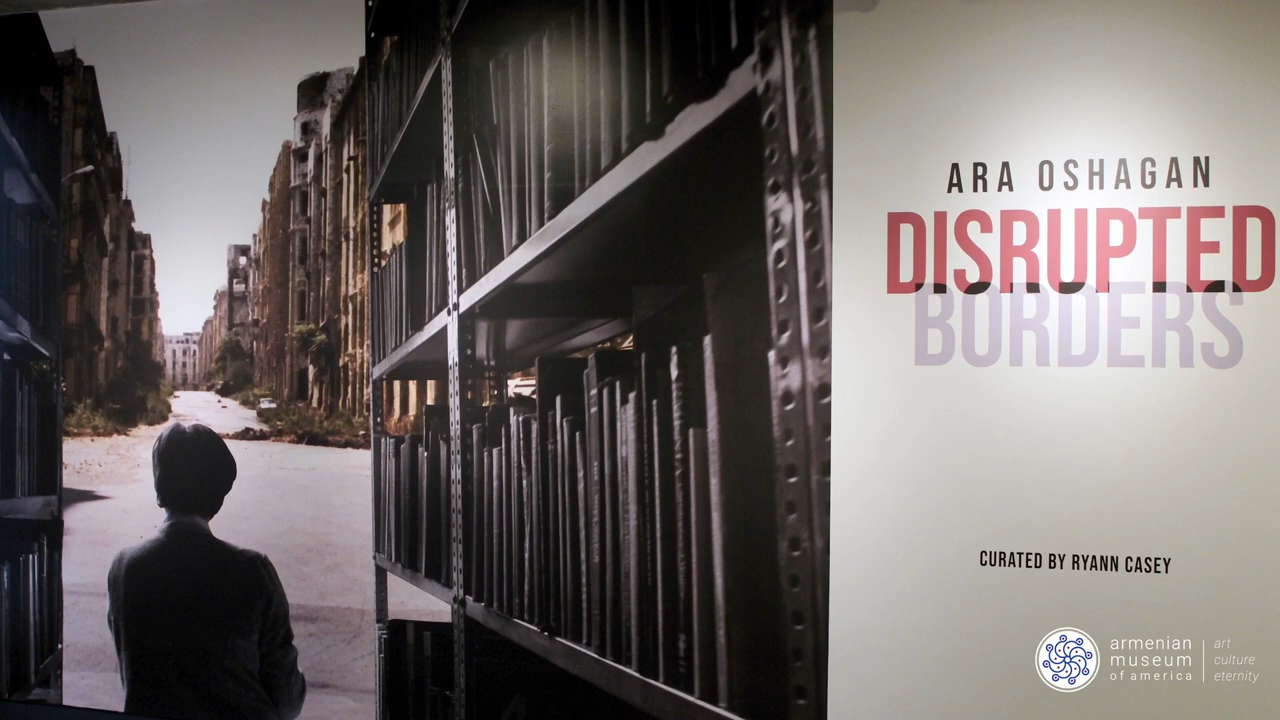 ARA OSHAGAN
DISRUPTED
BORDERS
CURATED BY RYANN CASEY
armenian
museum
of america
art
culture
eternity